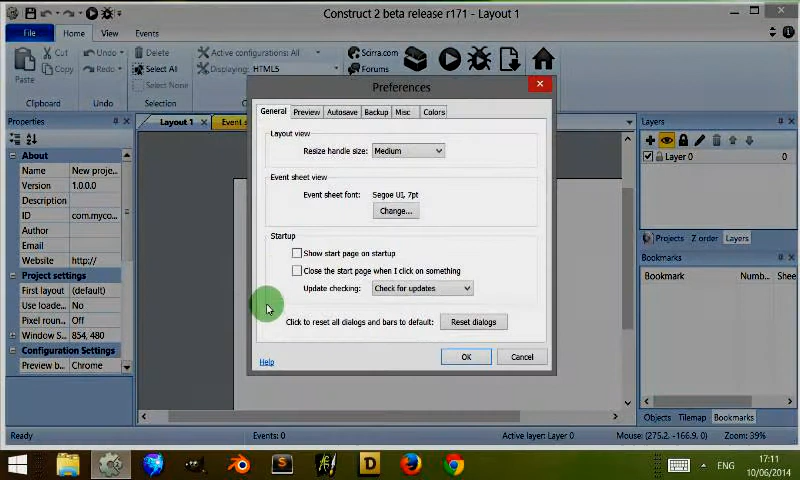 Construct 2 beta release r171 - Layout 1
File Home View Events
Paste
Cut
Copy
Clipboard
Undo
Redo
Undo
Delete
Select All
Select None
Selection
Active configurations: All
Displaying: HTML5
Scirra.com
Forums
Properties
About
Name New proje...
Version 1.0.0.0
Description
ID com.myco...
Author
Email
Website http://
Project settings
First layout (default)
Use loade... No
Pixel roun... Off
Window S... 854, 480
Configuration Settings
Preview b... Chrome
Layout 1
Event s
Preferences
General Preview Autosave Backup Misc Colors
Layout view
Resize handle size: Medium
Event sheet view
Event sheet font: Segoe UI, 7pt
Change...
Startup
Show start page on startup
Close the start page when I click on something
Update checking: Check for updates
Click to reset all dialogs and bars to default: Reset dialogs
Help
OK Cancel
Layers
Layer 0 0
Projects Z order Layers
Bookmarks
Bookmark Numb... Shee
Objects Tilemap Bookmarks
Ready Events: 0 Active layer: Layer 0 Mouse: (275.2, -166.9, 0) Zoom: 39%
ENG
17:11
10/06/2014